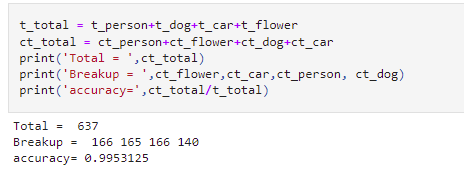 t_total = t_person+t_dog+t_car+t_flower
ct_total = ct_person+ct_flower+ct_dog+ct_car
print('Total = ',ct_total)
print('Breakup = ',ct_flower,ct_car,ct_person, ct_dog)
print('accuracy=',ct_total/t_total)
Total =  637
Breakup =  166 165 166 140
accuracy= 0.9953125